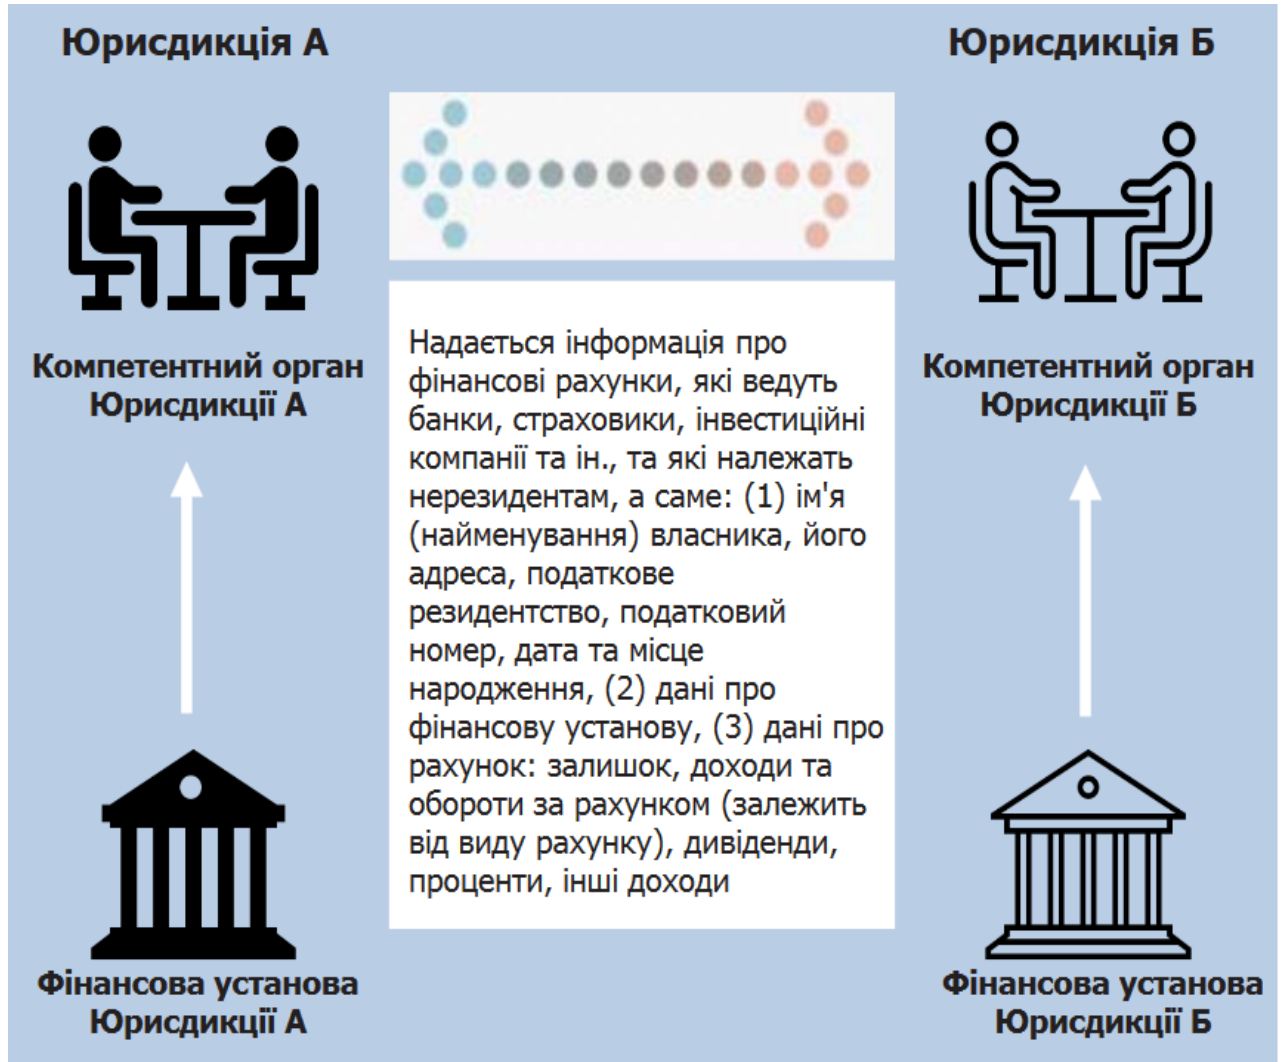 Юрисдикція А
Юрисдикція Б
Компетентний орган
Юрисдикції А
Компетентний орган
Юрисдикції Б
Надається інформація про
фінансові рахунки, які ведуть
банки, страховики, інвестиційні
компанії та ін., та які належать
нерезидентам, а саме: (1) ім'я
(найменування) власника, його
адреса, податкове
резидентство, податковий
номер, дата та місце
народження, (2) дані про
фінансову установу, (3) дані про
рахунок: залишок, доходи та
обороти за рахунком (залежить
від виду рахунку), дивіденди,
проценти, інші доходи
Фінансова установа
Юрисдикції А
Фінансова установа
Юрисдикції Б